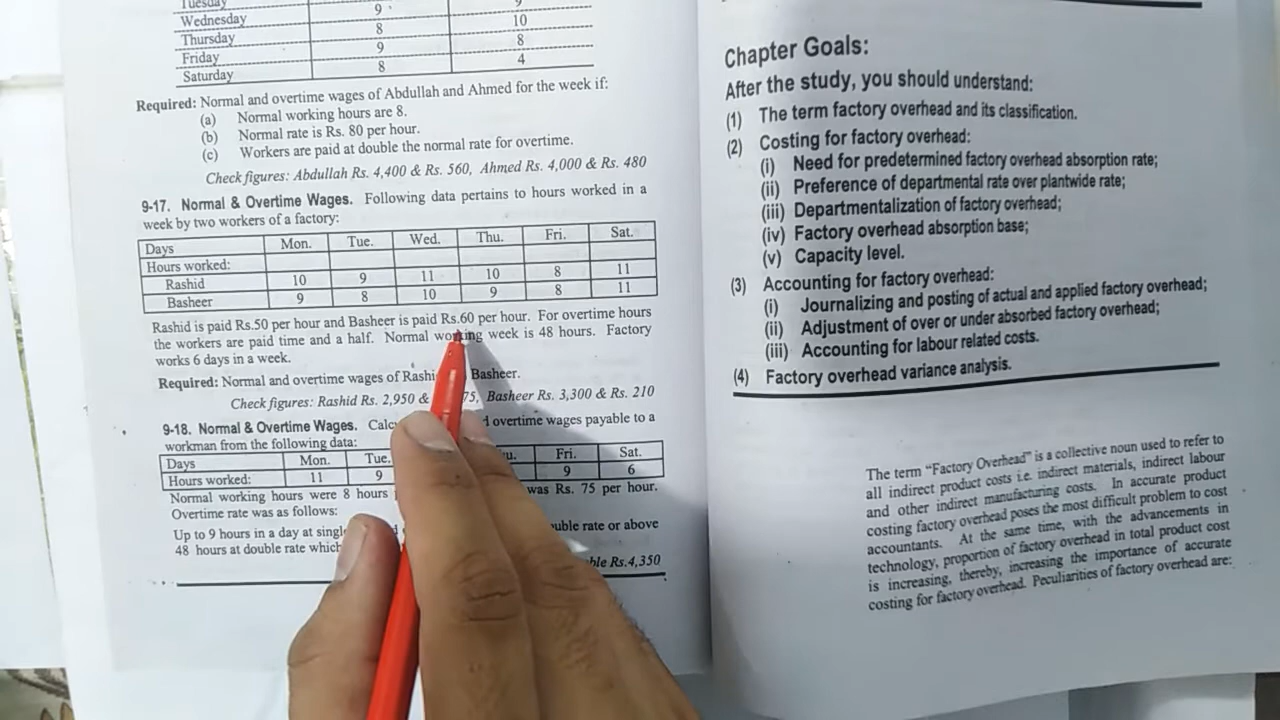 Tuesday 9
Wednesday 9
Thursday 8 10
Friday 9 8
Saturday 8 4
Required: Normal and overtime wages of Abdullah and Ahmed for the week if:
(a) Normal working hours are 8.
(b) Normal rate is Rs. 80 per hour.
(c) Workers are paid at double the normal rate for overtime.
Check figures: Abdullah Rs. 4,400 & Rs. 560, Ahmed Rs. 4,000 & Rs. 480
9-17. Normal & Overtime Wages. Following data pertains to hours worked in a
week by two workers of a factory:
Days Mon. Tue. Wed. Thu. Fri. Sat.
Hours worked:
Rashid 10 9 11 10 8 11
Basheer 9 8 10 9 8 11
Rashid is paid Rs.50 per hour and Basheer is paid Rs.60 per hour. For overtime hours
the workers are paid time and a half. Normal working week is 48 hours. Factory
works 6 days in a week.
Required: Normal and overtime wages of Basheer.
Check figures: Rashid Rs. 2,950 & Basheer Rs. 3,300 & Rs. 210
9-18. Normal & Overtime Wages. overtime wages payable to a
workman from the following data:
Days Mon. Tue. Fri. Sat.
Hours worked: 11 9 9 6
Normal working hours were 8 hours was Rs. 75 per hour.
Overtime rate was as follows:
Up to 9 hours in a day at rate or above
48 hours at double rate
Rs.4,350
Chapter Goals:
After the study, you should understand:
(1) The term factory overhead and its classification.
(2) Costing for factory overhead:
(i) Need for predetermined factory overhead absorption rate;
(ii) Preference of departmental rate over plantwide rate;
(iii) Departmentalization of factory overhead;
(iv) Factory overhead absorption base;
(v) Capacity level.
(3) Accounting for factory overhead:
(i) Journalizing and posting of actual and applied factory overhead;
(ii) Adjustment of over or under absorbed factory overhead;
(iii) Accounting for labour related costs.
(4) Factory overhead variance analysis.
The term “Factory Overhead” is a collective noun used to refer to
all indirect product costs i.e. indirect materials, indirect labour
and other indirect manufacturing costs. In accurate product
costing factory overhead poses the most difficult problem to cost
accountants. At the same time, with the advancements in
technology, proportion of factory overhead in total product cost
is increasing, thereby, increasing the importance of accurate
costing for factory overhead. Peculiarities of factory overhead are: